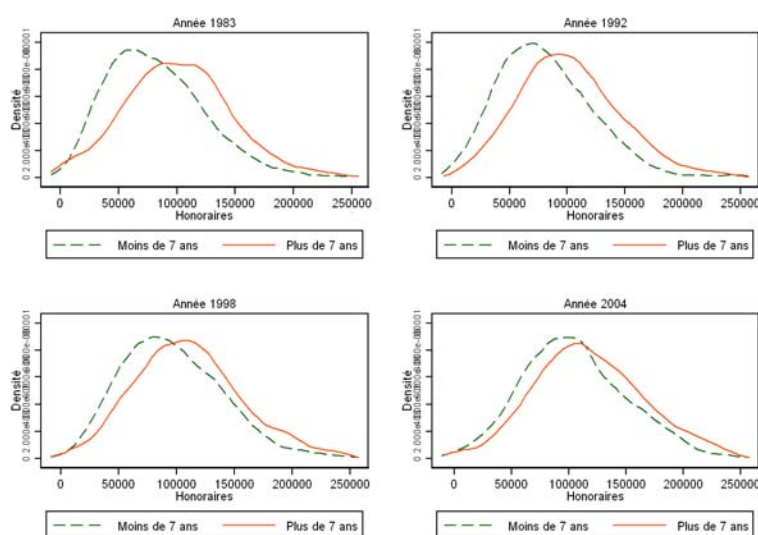 Année 1983
Densité
0 50000 100000 150000 200000 250000
Honoraires
Moins de 7 ans Plus de 7 ans
Année 1992
Densité
0 50000 100000 150000 200000 250000
Honoraires
Moins de 7 ans Plus de 7 ans
Année 1998
Densité
0 50000 100000 150000 200000 250000
Honoraires
Moins de 7 ans Plus de 7 ans
Année 2004
Densité
0 50000 100000 150000 200000 250000
Honoraires
Moins de 7 ans Plus de 7 ans